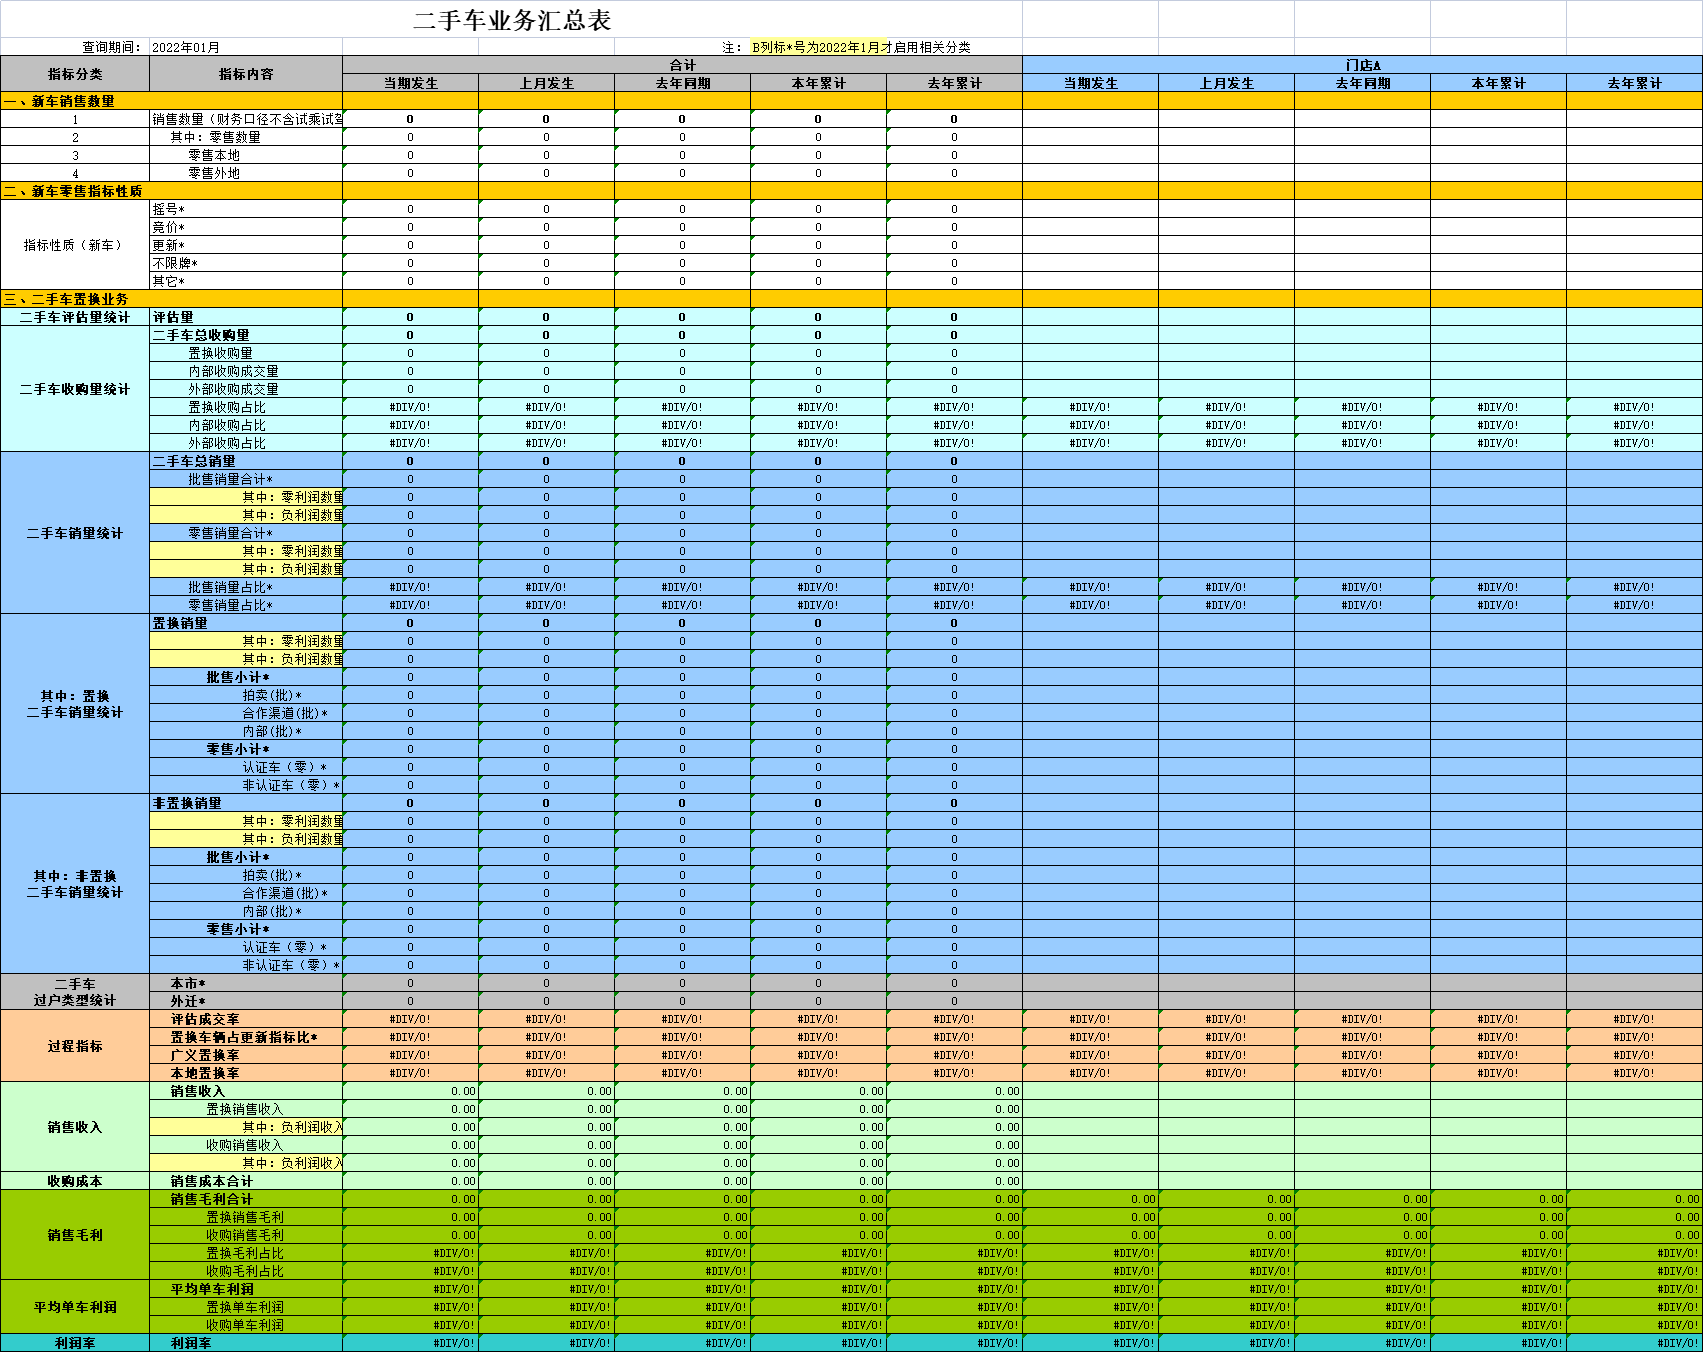 二手车业务汇总表
查询期间： 2022年01月 注： B列标*号为2022年1月才启用相关分类
指标分类 指标内容 合计 门店A
当期发生 上月发生 去年同期 本年累计 去年累计 当期发生 上月发生 去年同期 本年累计 去年累计
一、新车销售数量
1 销售数量（财务口径不含试乘试驾 0 0 0 0 0
2 其中：零售数量 0 0 0 0 0
3 零售本地 0 0 0 0 0
4 零售外地 0 0 0 0 0
二、新车零售指标性质
指标性质（新车）
摇号* 0 0 0 0 0
竟价* 0 0 0 0 0
更新* 0 0 0 0 0
不限牌* 0 0 0 0 0
其它* 0 0 0 0 0
三、二手车置换业务
二手车评估量统计 评估量 0 0 0 0 0
二手车收购量统计
二手车总收购量 0 0 0 0 0
置换收购量 0 0 0 0 0
内部收购成交量 0 0 0 0 0
外部收购成交量 0 0 0 0 0
置换收购占比 #DIV/0! #DIV/0! #DIV/0! #DIV/0! #DIV/0! #DIV/0! #DIV/0! #DIV/0! #DIV/0! #DIV/0!
内部收购占比 #DIV/0! #DIV/0! #DIV/0! #DIV/0! #DIV/0! #DIV/0! #DIV/0! #DIV/0! #DIV/0! #DIV/0!
外部收购占比 #DIV/0! #DIV/0! #DIV/0! #DIV/0! #DIV/0! #DIV/0! #DIV/0! #DIV/0! #DIV/0! #DIV/0!
二手车销量统计
二手车总销量 0 0 0 0 0
批售销量合计* 0 0 0 0 0
其中：零利润数量 0 0 0 0 0
其中：负利润数量 0 0 0 0 0
零售销量合计* 0 0 0 0 0
其中：零利润数量 0 0 0 0 0
其中：负利润数量 0 0 0 0 0
批售销量占比* #DIV/0! #DIV/0! #DIV/0! #DIV/0! #DIV/0! #DIV/0! #DIV/0! #DIV/0! #DIV/0! #DIV/0!
零售销量占比* #DIV/0! #DIV/0! #DIV/0! #DIV/0! #DIV/0! #DIV/0! #DIV/0! #DIV/0! #DIV/0! #DIV/0!
其中：置换
二手车销量统计
置换销量 0 0 0 0 0
其中：零利润数量 0 0 0 0 0
其中：负利润数量 0 0 0 0 0
批售小计* 0 0 0 0 0
拍卖(批)* 0 0 0 0 0
合作渠道(批)* 0 0 0 0 0
内部(批)* 0 0 0 0 0
零售小计* 0 0 0 0 0
认证车（零）* 0 0 0 0 0
非认证车（零）* 0 0 0 0 0
其中：非置换
二手车销量统计
非置换销量 0 0 0 0 0
其中：零利润数量 0 0 0 0 0
其中：负利润数量 0 0 0 0 0
批售小计* 0 0 0 0 0
拍卖(批)* 0 0 0 0 0
合作渠道(批)* 0 0 0 0 0
内部(批)* 0 0 0 0 0
零售小计* 0 0 0 0 0
认证车（零）* 0 0 0 0 0
非认证车（零）* 0 0 0 0 0
二手车
过户类型统计
本市* 0 0 0 0 0
外迁* 0 0 0 0 0
过程指标
评估成交率 #DIV/0! #DIV/0! #DIV/0! #DIV/0! #DIV/0! #DIV/0! #DIV/0! #DIV/0! #DIV/0! #DIV/0!
置换车辆占更新指标比* #DIV/0! #DIV/0! #DIV/0! #DIV/0! #DIV/0! #DIV/0! #DIV/0! #DIV/0! #DIV/0! #DIV/0!
广义置换率 #DIV/0! #DIV/0! #DIV/0! #DIV/0! #DIV/0! #DIV/0! #DIV/0! #DIV/0! #DIV/0! #DIV/0!
本地置换率 #DIV/0! #DIV/0! #DIV/0! #DIV/0! #DIV/0! #DIV/0! #DIV/0! #DIV/0! #DIV/0! #DIV/0!
销售收入
销售收入 0.00 0.00 0.00 0.00 0.00
置换销售收入 0.00 0.00 0.00 0.00 0.00
其中：负利润收入 0.00 0.00 0.00 0.00 0.00
收购销售收入 0.00 0.00 0.00 0.00 0.00
其中：负利润收入 0.00 0.00 0.00 0.00 0.00
收购成本 销售成本合计 0.00 0.00 0.00 0.00 0.00
销售毛利
销售毛利合计 0.00 0.00 0.00 0.00 0.00 0.00 0.00 0.00 0.00 0.00
置换销售毛利 0.00 0.00 0.00 0.00 0.00 0.00 0.00 0.00 0.00 0.00
收购销售毛利 0.00 0.00 0.00 0.00 0.00 0.00 0.00 0.00 0.00 0.00
置换毛利占比 #DIV/0! #DIV/0! #DIV/0! #DIV/0! #DIV/0! #DIV/0! #DIV/0! #DIV/0! #DIV/0! #DIV/0!
收购毛利占比 #DIV/0! #DIV/0! #DIV/0! #DIV/0! #DIV/0! #DIV/0! #DIV/0! #DIV/0! #DIV/0! #DIV/0!
平均单车利润
平均单车利润 #DIV/0! #DIV/0! #DIV/0! #DIV/0! #DIV/0! #DIV/0! #DIV/0! #DIV/0! #DIV/0! #DIV/0!
置换单车利润 #DIV/0! #DIV/0! #DIV/0! #DIV/0! #DIV/0! #DIV/0! #DIV/0! #DIV/0! #DIV/0! #DIV/0!
收购单车利润 #DIV/0! #DIV/0! #DIV/0! #DIV/0! #DIV/0! #DIV/0! #DIV/0! #DIV/0! #DIV/0! #DIV/0!
利润率 利润率 #DIV/0! #DIV/0! #DIV/0! #DIV/0! #DIV/0! #DIV/0! #DIV/0! #DIV/0! #DIV/0! #DIV/0!